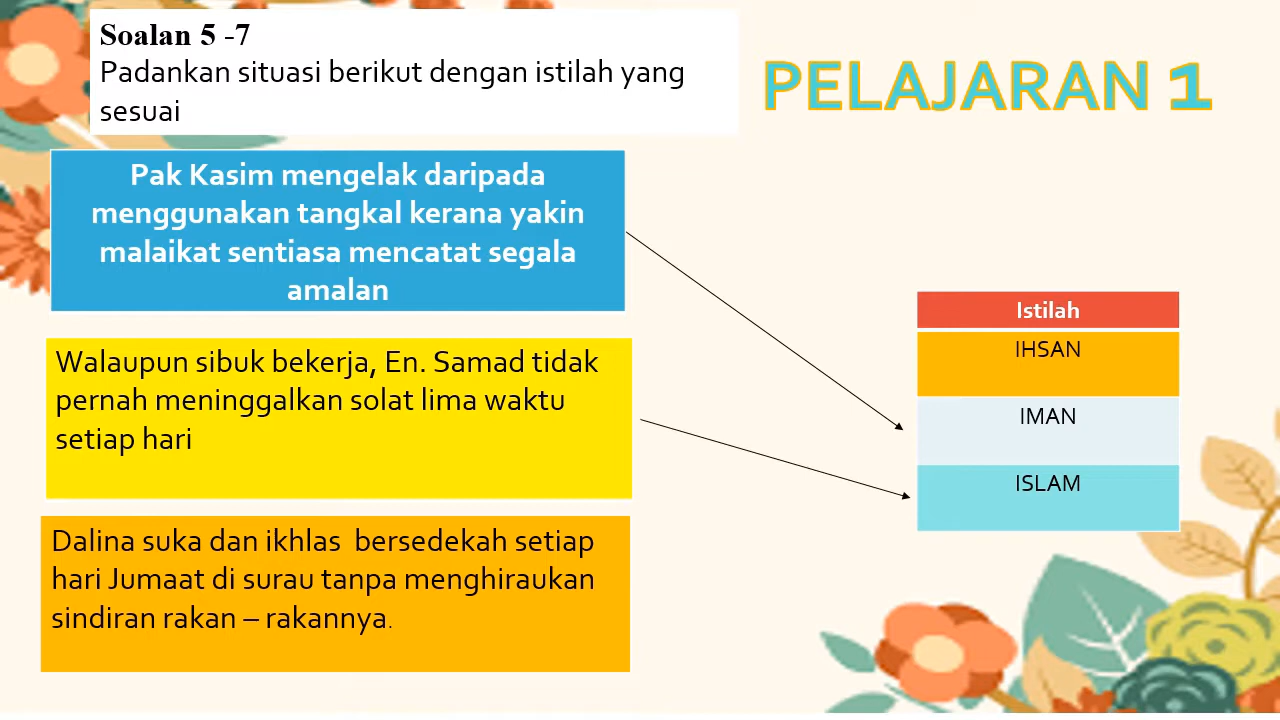 Soalan 5 -7
Padankan situasi berikut dengan istilah yang
sesuai
PELAJARAN 1
Pak Kasim mengelak daripada
menggunakan tangkal kerana yakin
malaikat sentiasa mencatat segala
amalan
Walaupun sibuk bekerja, En. Samad tidak
pernah meninggalkan solat lima waktu
setiap hari
Dalina suka dan ikhlas  bersedekah setiap
hari Jumaat di surau tanpa menghiraukan
sindiran rakan – rakannya.
Istilah
IHSAN
IMAN
ISLAM